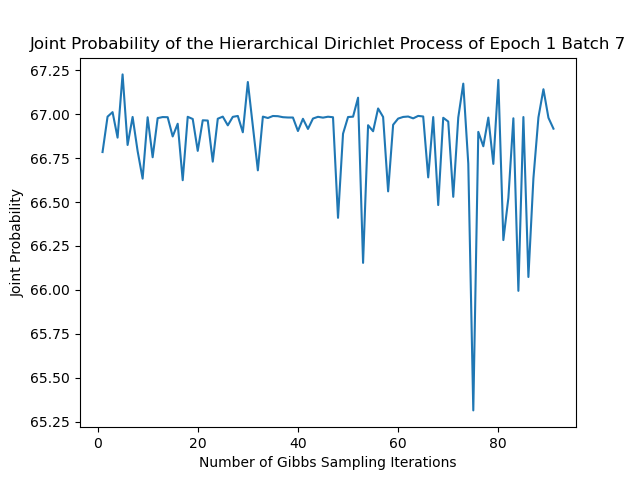 Joint Probability of the Hierarchical Dirichlet Process of Epoch 1 Batch 7
67.25
67.00
66.75
66.50
66.25
66.00
65.75
65.50
65.25
Joint Probability
0 20 40 60 80
Number of Gibbs Sampling Iterations